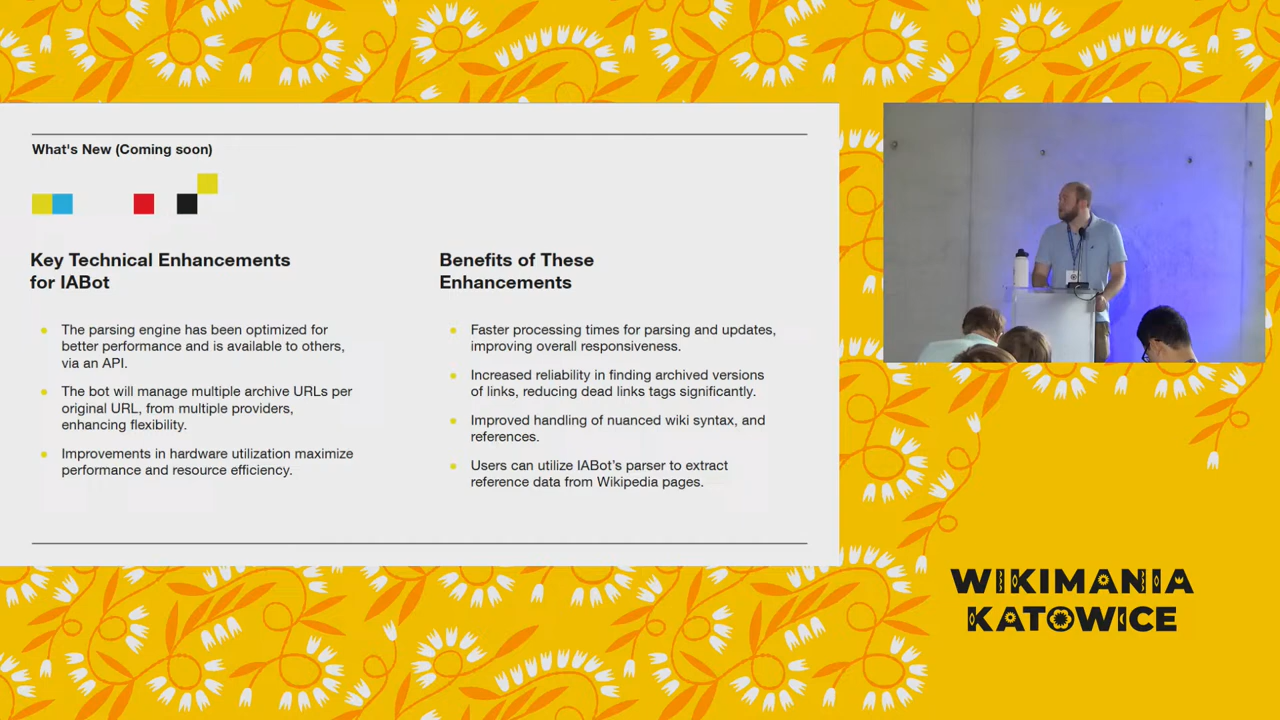 What's New (Coming soon)
Key Technical Enhancements
for IABot
The parsing engine has been optimized for
better performance and is available to others,
via an API.
The bot will manage multiple archive URLs per
original URL, from multiple providers,
enhancing flexibility.
Improvements in hardware utilization maximize
performance and resource efficiency.
Benefits of These
Enhancements
Faster processing times for parsing and updates,
improving overall responsiveness.
Increased reliability in finding archived versions
of links, reducing dead links tags significantly.
Improved handling of nuanced wiki syntax, and
references.
Users can utilize IABot's parser to extract
reference data from Wikipedia pages.
WIKIMANIA
KATOWICE